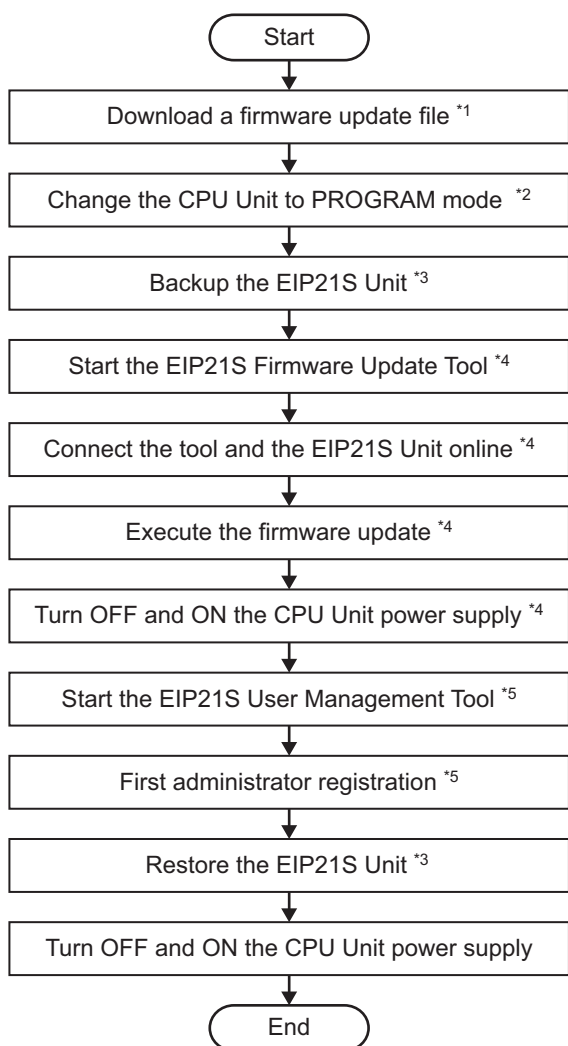 Start
Download a firmware update file *1
Change the CPU Unit to PROGRAM mode *2
Backup the EIP21S Unit *3
Start the EIP21S Firmware Update Tool *4
Connect the tool and the EIP21S Unit online *4
Execute the firmware update *4
Turn OFF and ON the CPU Unit power supply *4
Start the EIP21S User Management Tool *5
First administrator registration *5
Restore the EIP21S Unit *3
Turn OFF and ON the CPU Unit power supply
End